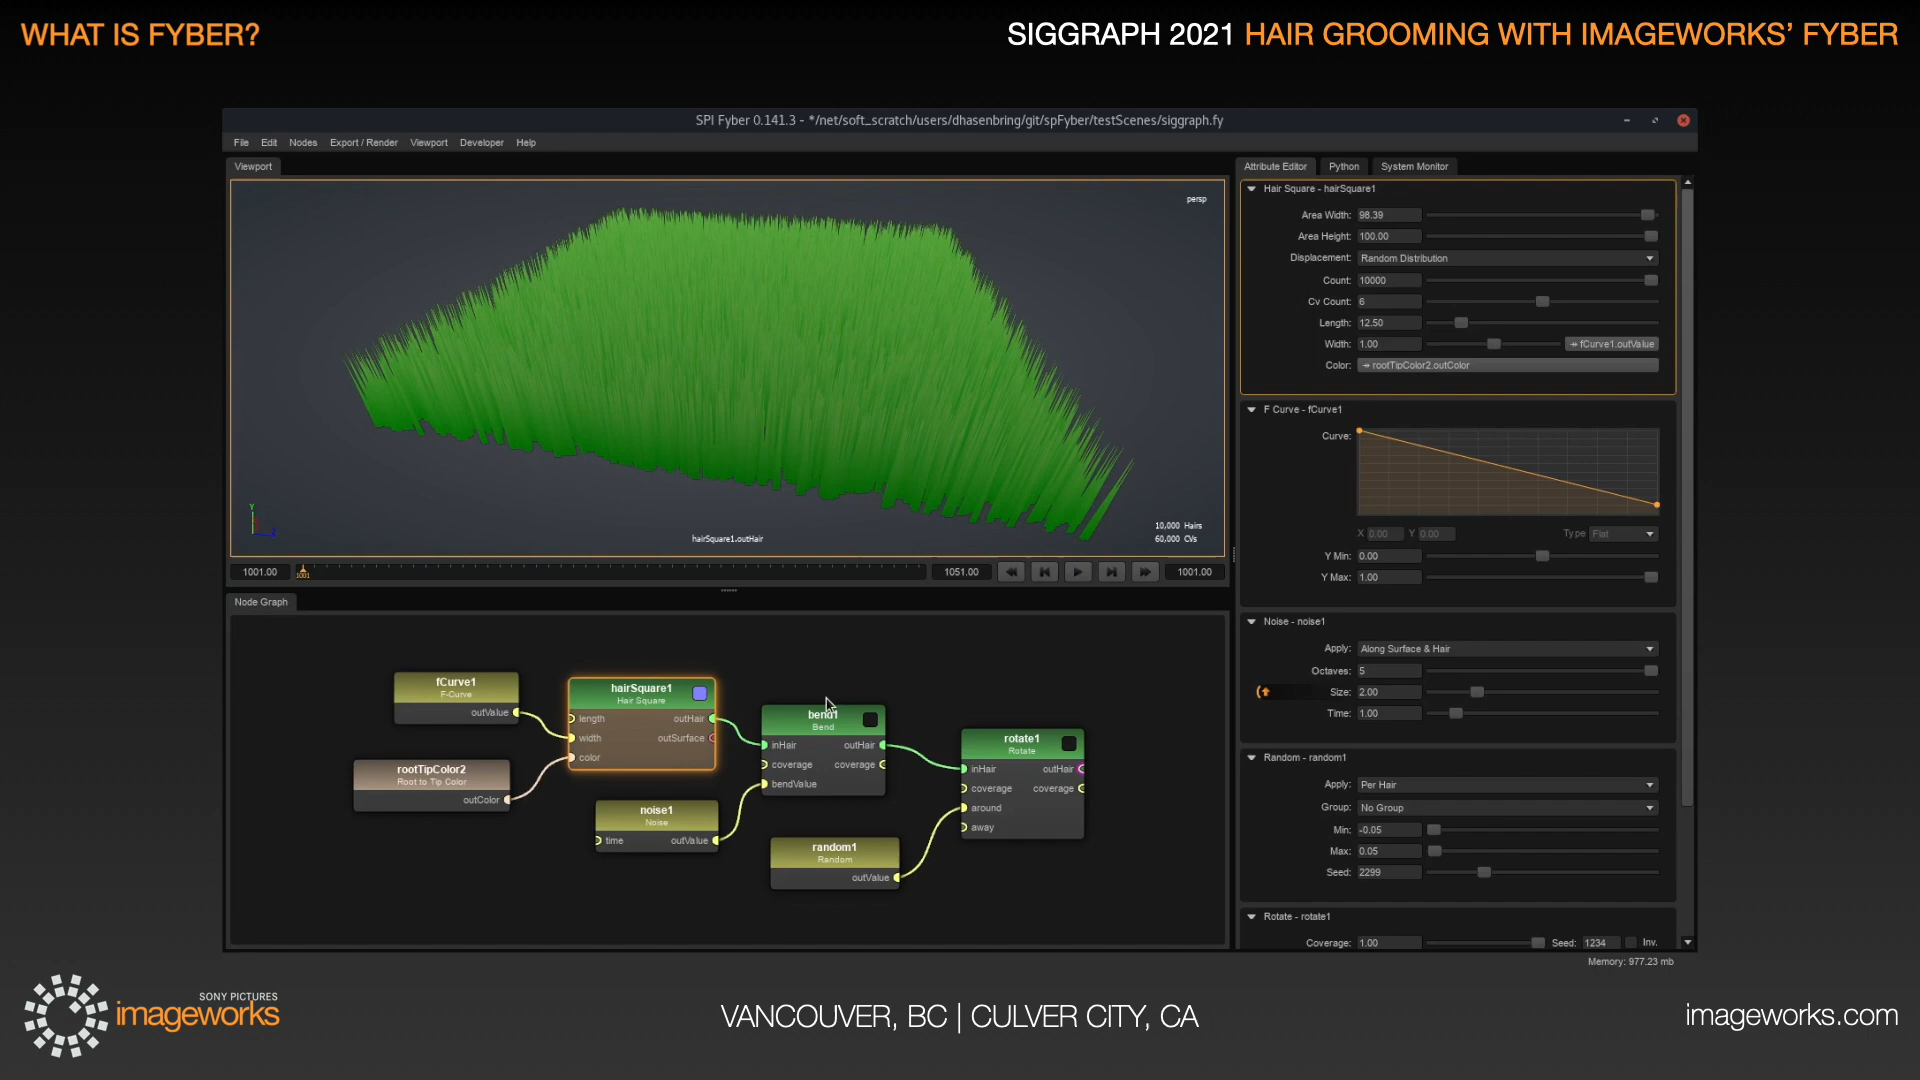 WHAT IS FYBER?
SIGGRAPH 2021 HAIR GROOMING WITH IMAGEWORKS' FYBER
SPI Fyber 0.141.3 - */net/soft_scratch/users/dhasenbring/git/spFyber/testScenes/siggraph.fy
File Edit Nodes Export / Render Viewport Developer Help
Viewport
persp
Y
Z
hairSquare1.outHair
10,000 Hairs
60,000 CVs
1001.00
1001
1051.00
1001.00
Node Graph
fCurve1
F-Curve
outValue
rootTipColor2
Root to Tip Color
outColor
hairSquare1
Hair Square
length outHair
width outSurface
color
noise1
Noise
time outValue
bend1
Bend
inHair outHair
coverage coverage
bendValue
random1
Random
outValue
rotate1
Rotate
inHair outHair
coverage coverage
around
away
Attribute Editor Python System Monitor
Hair Square - hairSquare1
Area Width: 98.39
Area Height: 100.00
Displacement: Random Distribution
Count: 10000
Cv Count: 6
Length: 12.50
Width: 1.00 fCurve1.outValue
Color: rootTipColor2.outColor
F Curve - fCurve1
Curve:
X 0.00 Y 0.00 Type Flat
Y Min: 0.00
Y Max: 1.00
Noise - noise1
Apply: Along Surface & Hair
Octaves: 5
Size: 2.00
Time: 1.00
Random - random1
Apply: Per Hair
Group: No Group
Min: -0.05
Max: 0.05
Seed: 2299
Rotate - rotate1
Coverage: 1.00 Seed: 1234 Inv.
Memory: 977.23 mb
SONY PICTURES
imageworks
VANCOUVER, BC | CULVER CITY, CA
imageworks.com